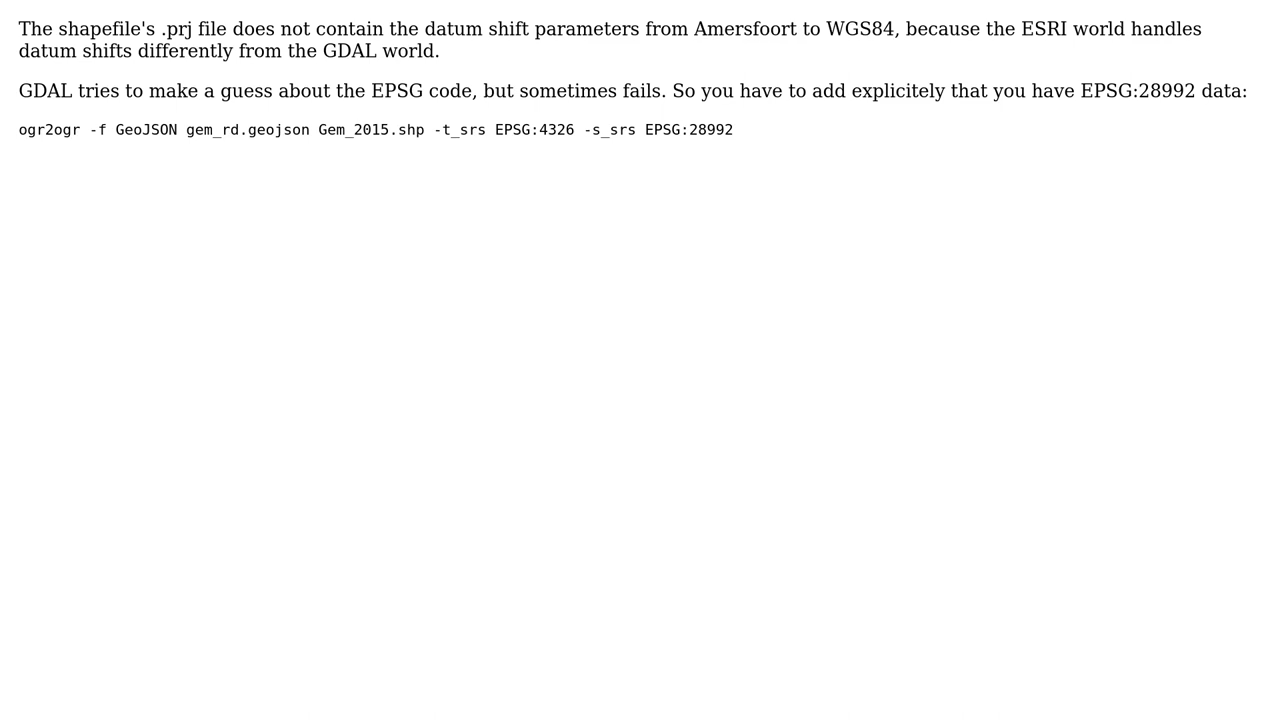 The shapefile's .prj file does not contain the datum shift parameters from Amersfoort to WGS84, because the ESRI world handles
datum shifts differently from the GDAL world.
GDAL tries to make a guess about the EPSG code, but sometimes fails. So you have to add explicitely that you have EPSG:28992 data:
ogr2ogr -f GeoJSON gem_rd.geojson Gem_2015.shp -t_srs EPSG:4326 -s_srs EPSG:28992